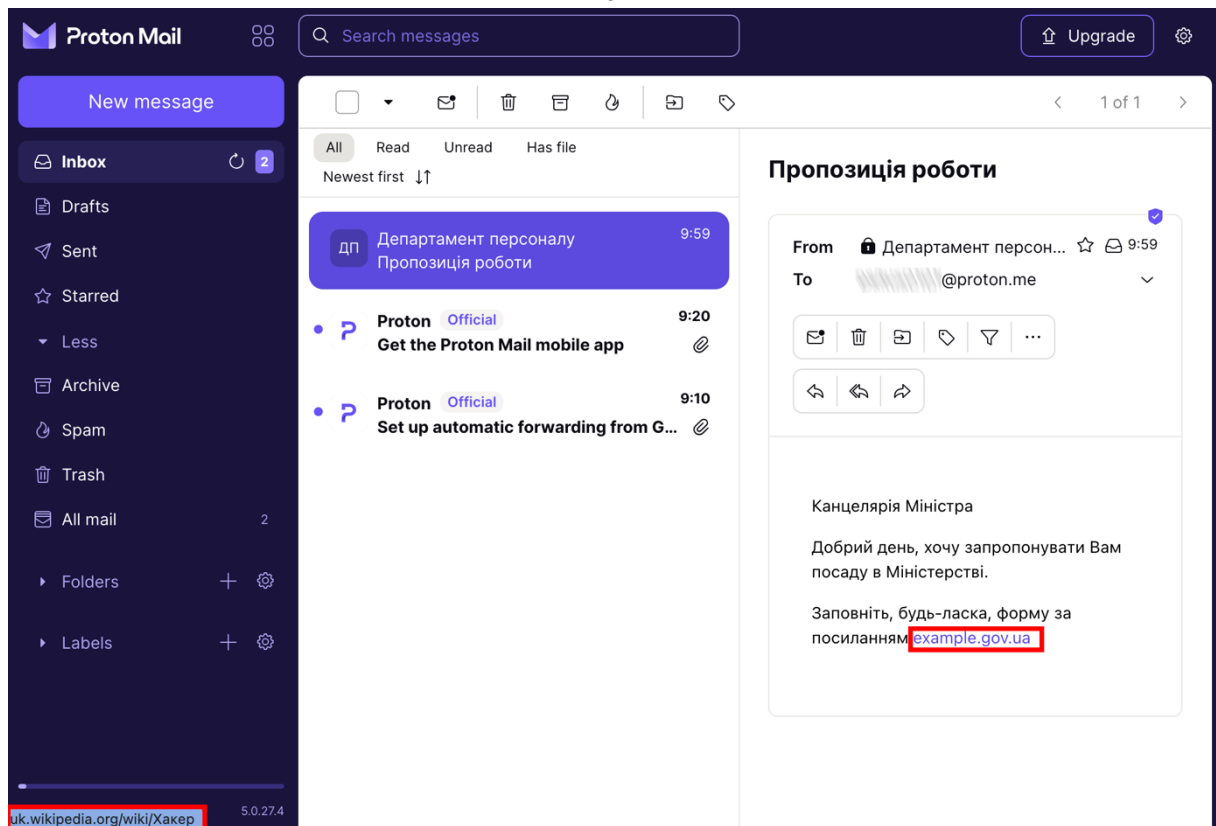 Proton Mail
Search messages
Upgrade
New message
1 of 1
Inbox 2
Drafts
Sent
Starred
Less
Archive
Spam
Trash
All mail 2
Folders
Labels
5.0.27.4
uk.wikipedia.org/wiki/Хакер
All Read Unread Has file
Newest first
ДП Департамент персоналу 9:59
Пропозиція роботи
Proton Official 9:20
Get the Proton Mail mobile app
Proton Official 9:10
Set up automatic forwarding from G...
Пропозиція роботи
From Департамент персон... 9:59
To @proton.me
Канцелярія Міністра
Добрий день, хочу запропонувати Вам
посаду в Міністерстві.
Заповніть, будь-ласка, форму за
посиланням example.gov.ua